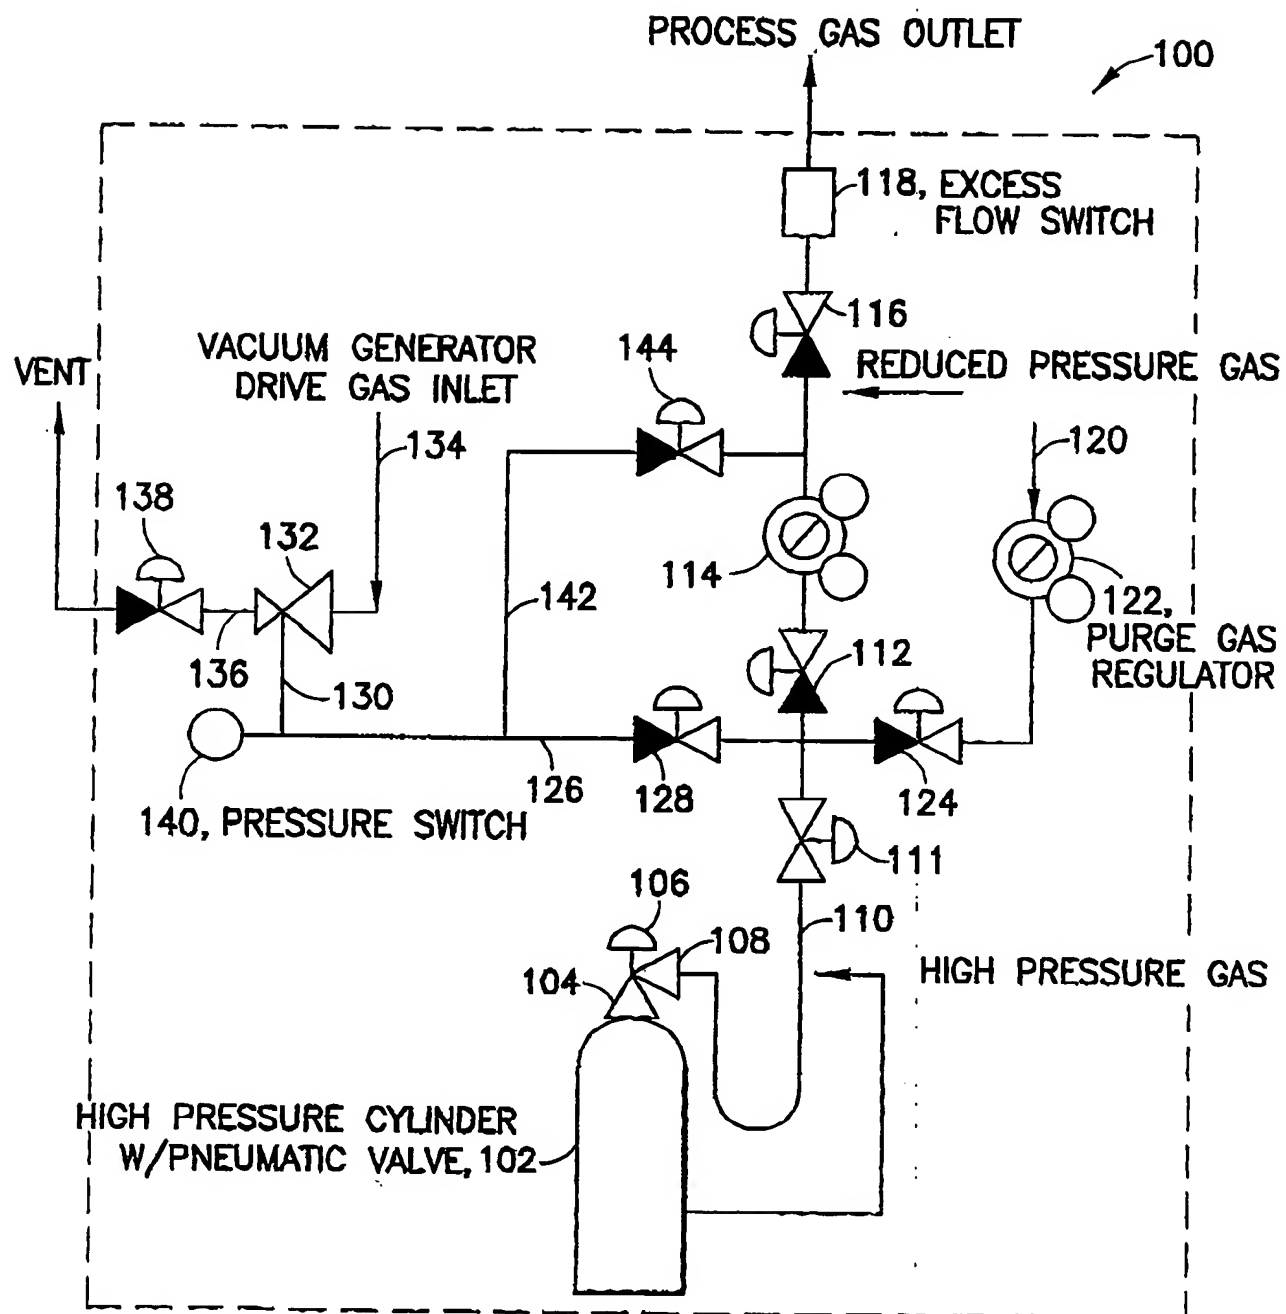 PROCESS GAS OUTLET
100
118, EXCESS
FLOW SWITCH
116
VACUUM GENERATOR
DRIVE GAS INLET
144
VENT
REDUCED PRESSURE GAS
134
120
138
132
114
142
122,
PURGE GAS
REGULATOR
136
130
112
126
128
124
140, PRESSURE SWITCH
111
106
110
108
104
HIGH PRESSURE GAS
HIGH PRESSURE CYLINDER
W/PNEUMATIC VALVE, 102